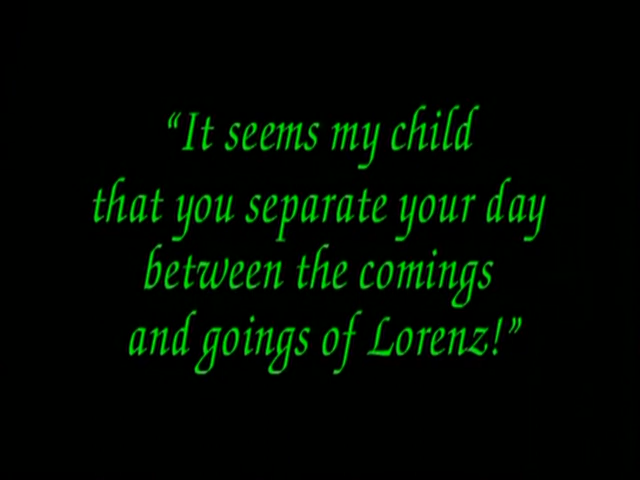 “It seems my child
that you separate your day
between the comings
and goings of Lorenz!”